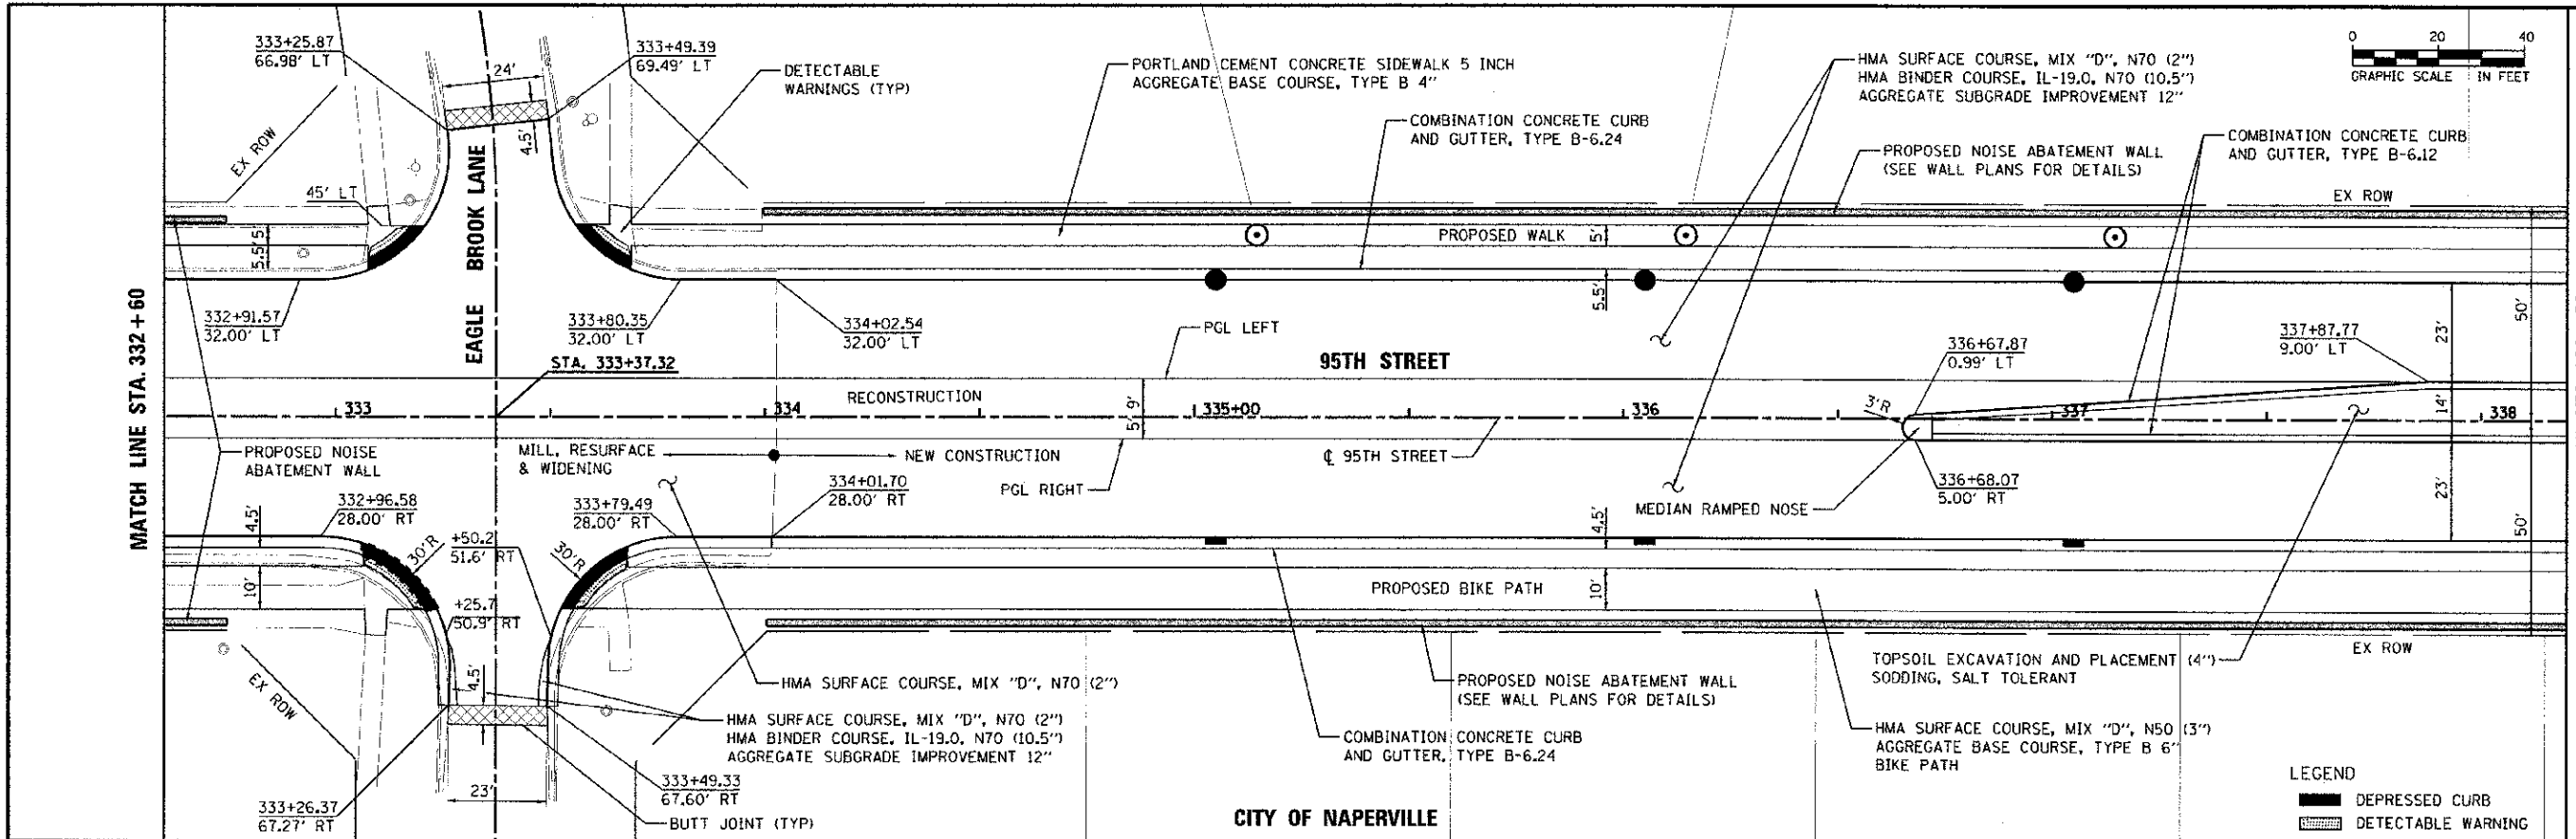 333+25.87
66.98' LT
333+49.39
69.49' LT
24'
4.5'
DETECTABLE
WARNINGS (TYP)
PORTLAND CEMENT CONCRETE SIDEWALK 5 INCH
AGGREGATE BASE COURSE, TYPE B 4"
COMBINATION CONCRETE CURB
AND GUTTER, TYPE B-6.24
HMA SURFACE COURSE, MIX "D", N70 (2")
HMA BINDER COURSE, IL-19.0, N70 (10.5")
AGGREGATE SUBGRADE IMPROVEMENT 12"
0 20 40
GRAPHIC SCALE IN FEET
COMBINATION CONCRETE CURB
AND GUTTER, TYPE B-6.12
PROPOSED NOISE ABATEMENT WALL
(SEE WALL PLANS FOR DETAILS)
EX ROW
EX ROW
45' LT
EAGLE BROOK LANE
5'
5.5'
PROPOSED WALK
5'
5.5'
332+91.57
32.00' LT
333+80.35
32.00' LT
334+02.54
32.00' LT
PGL LEFT
95TH STREET
336+67.87
0.99' LT
337+87.77
9.00' LT
23'
50'
MATCH LINE STA. 332+60
STA. 333+37.32
RECONSTRUCTION
333
334
335+00
336
337
338
9'
5'
3'R
14'
PROPOSED NOISE
ABATEMENT WALL
MILL, RESURFACE
& WIDENING
NEW CONSTRUCTION
℄ 95TH STREET
PGL RIGHT
MEDIAN RAMPED NOSE
336+68.07
5.00' RT
23'
50'
332+96.58
28.00' RT
333+79.49
28.00' RT
334+01.70
28.00' RT
4.5'
30'R
+50.2
51.6' RT
30'R
4.5'
10'
+25.7
50.9' RT
PROPOSED BIKE PATH
10'
EX ROW
4.5'
HMA SURFACE COURSE, MIX "D", N70 (2")
HMA SURFACE COURSE, MIX "D", N70 (2")
HMA BINDER COURSE, IL-19.0, N70 (10.5")
AGGREGATE SUBGRADE IMPROVEMENT 12"
PROPOSED NOISE ABATEMENT WALL
(SEE WALL PLANS FOR DETAILS)
COMBINATION CONCRETE CURB
AND GUTTER, TYPE B-6.24
TOPSOIL EXCAVATION AND PLACEMENT (4")
SODDING, SALT TOLERANT
EX ROW
HMA SURFACE COURSE, MIX "D", N50 (3")
AGGREGATE BASE COURSE, TYPE B 6"
BIKE PATH
333+26.37
67.27' RT
23'
333+49.33
67.60' RT
BUTT JOINT (TYP)
CITY OF NAPERVILLE
LEGEND
DEPRESSED CURB
DETECTABLE WARNING